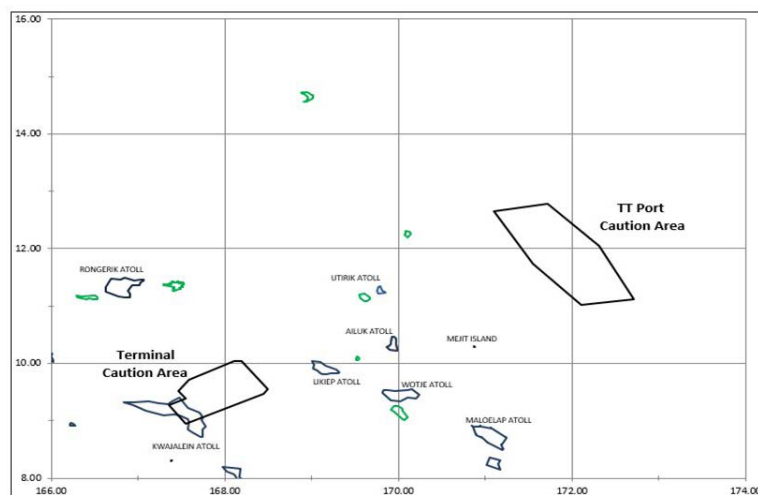 16.00
14.00
TT Port
Caution Area
12.00
RONGERIK ATOLL
UTIRIK ATOLL
AILUK ATOLL
MEJIT ISLAND
10.00
Terminal
Caution Area
LIKIEP ATOLL
WOTJE ATOLL
MALOELAP ATOLL
KWAJALEIN ATOLL
8.00
166.00 168.00 170.00 172.00 174.00